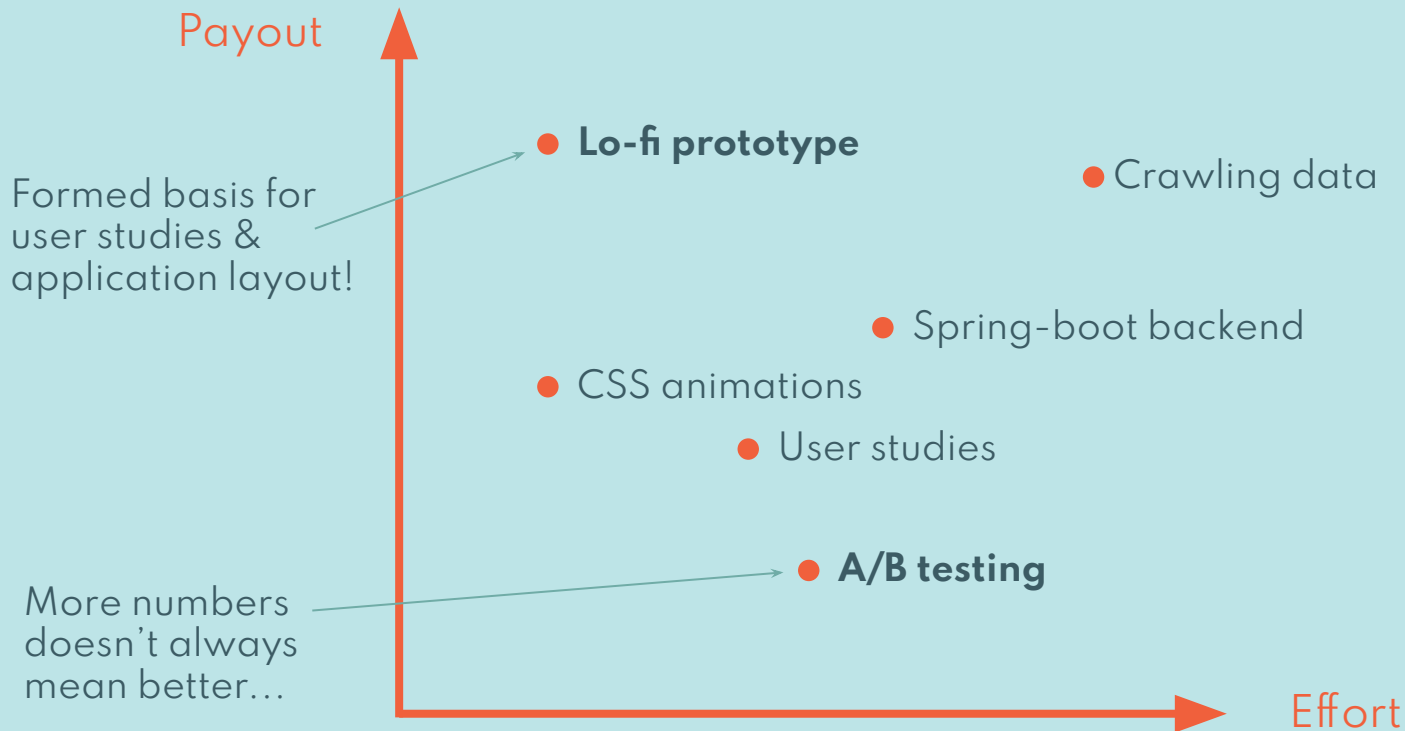 Payout
Lo-fi prototype
Crawling data
Formed basis for
user studies &
application layout!
Spring-boot backend
CSS animations
User studies
A/B testing
More numbers
doesn't always
mean better...
Effort